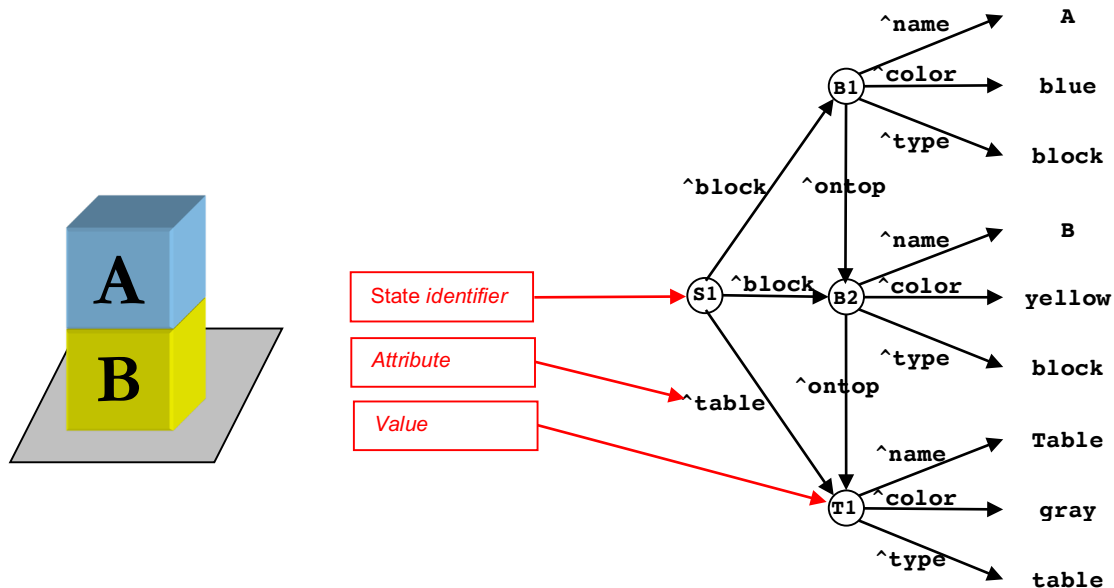 A
B
State identifier
Attribute
Value
S1
^block
^block
^table
B1
^name
A
^color
blue
^type
block
^ontop
B2
^name
B
^color
yellow
^type
block
^ontop
T1
^name
Table
^color
gray
^type
table